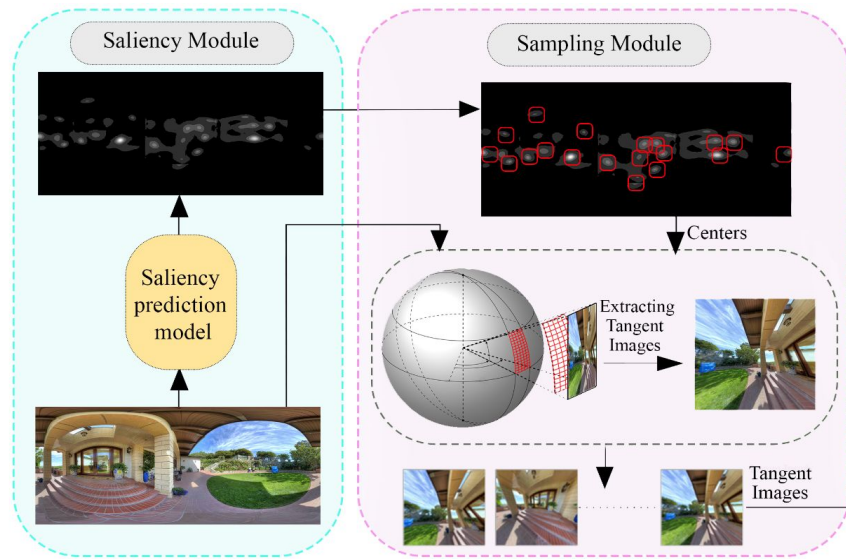 Saliency Module
Sampling Module
Saliency
prediction
model
Centers
Extracting
Tangent
Images
Tangent
Images